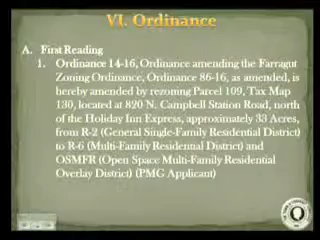 VI. Ordinance
A. First Reading
1. Ordinance 14-16, Ordinance amending the Farragut
Zoning Ordinance, Ordinance 86-16, as amended, is
hereby amended by rezoning Parcel 109, Tax Map
130, located at 820 N. Campbell Station Road, north
of the Holiday Inn Express, approximately 33 Acres,
from R-2 (General Single-Family Residential District)
to R-6 (Multi-Family Residential District) and
OSMFR (Open Space Multi-Family Residential
Overlay District) (PMG Applicant)